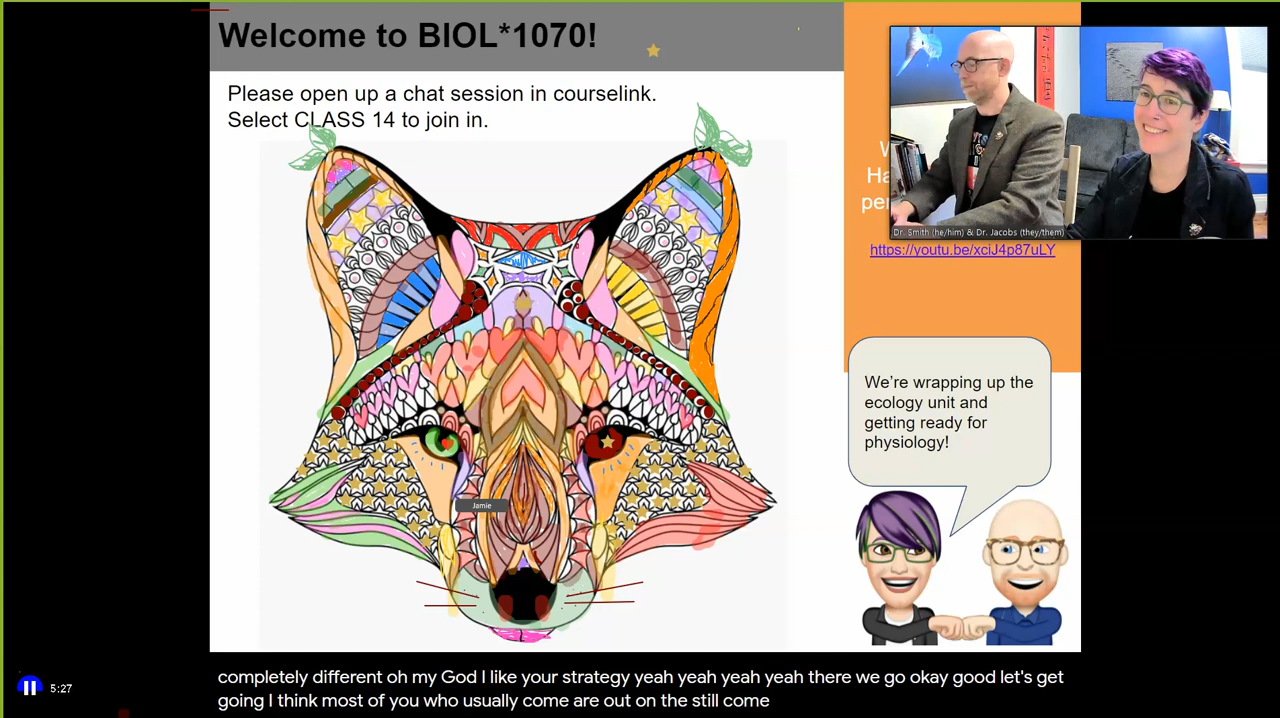 Welcome to BIOL*1070!
Please open up a chat session in courselink.
Select CLASS 14 to join in.
Ha
per
Dr. Smith (he/him) & Dr. Jacobs (they/them)
https://youtu.be/xciJ4p87uLY
We're wrapping up the
ecology unit and
getting ready for
physiology!
Jamie
completely different oh my God I like your strategy yeah yeah yeah yeah there we go okay good let's get
going I think most of you who usually come are out on the still come
5:27